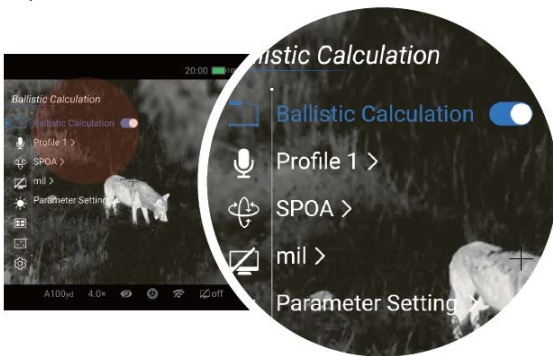 20:00
Ballistic Calculation
Ballistic Calculation
Profile 1 >
SPOA >
mil >
Parameter Setting
A100yd 4.0× off
listic Calculation
Ballistic Calculation
Profile 1 >
SPOA >
mil >
Parameter Setting >